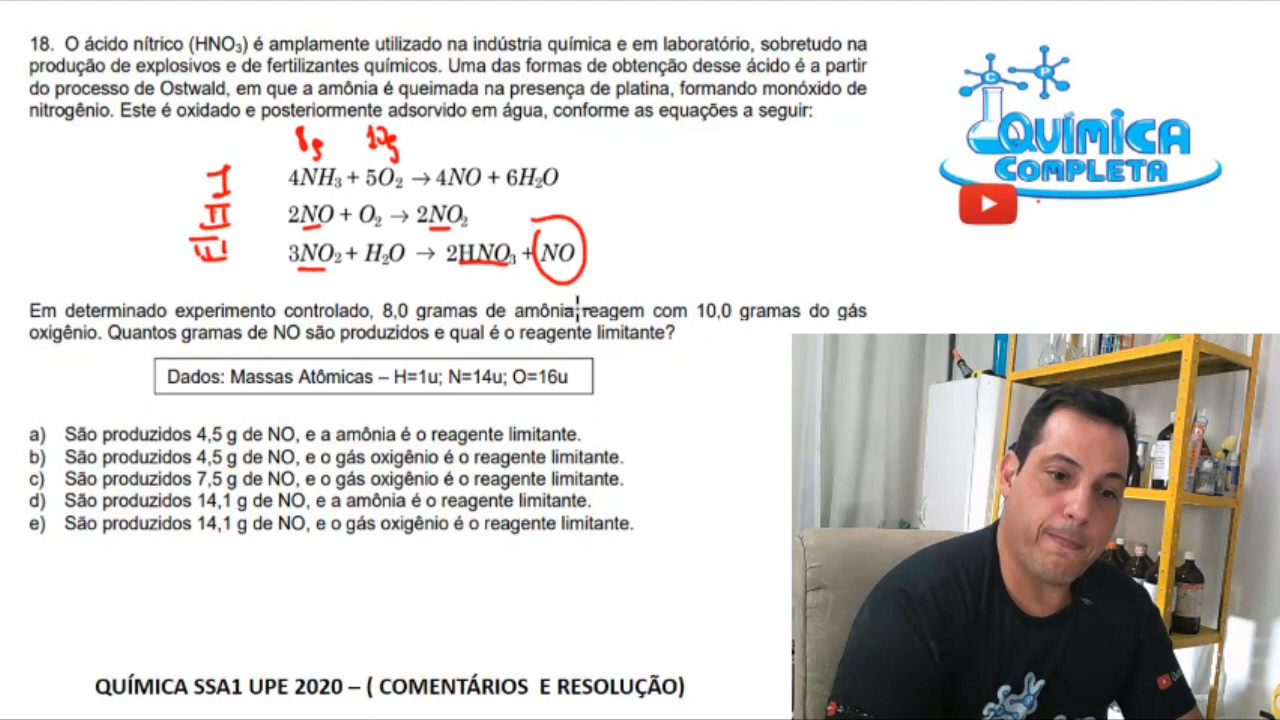 18. O ácido nítrico (HNO₃) é amplamente utilizado na indústria química e em laboratório, sobretudo na
produção de explosivos e de fertilizantes químicos. Uma das formas de obtenção desse ácido é a partir
do processo de Ostwald, em que a amônia é queimada na presença de platina, formando monóxido de
nitrogênio. Este é oxidado e posteriormente adsorvido em água, conforme as equações a seguir:
8g 10g
I 4NH₃ + 5O₂ → 4NO + 6H₂O
II 2NO + O₂ → 2NO₂
III 3NO₂ + H₂O → 2HNO₃ + NO
Em determinado experimento controlado, 8,0 gramas de amônia reagem com 10,0 gramas do gás
oxigênio. Quantos gramas de NO são produzidos e qual é o reagente limitante?
Dados: Massas Atômicas – H=1u; N=14u; O=16u
a) São produzidos 4,5 g de NO, e a amônia é o reagente limitante.
b) São produzidos 4,5 g de NO, e o gás oxigênio é o reagente limitante.
c) São produzidos 7,5 g de NO, e o gás oxigênio é o reagente limitante.
d) São produzidos 14,1 g de NO, e a amônia é o reagente limitante.
e) São produzidos 14,1 g de NO, e o gás oxigênio é o reagente limitante.
QUÍMICA SSA1 UPE 2020 – ( COMENTÁRIOS E RESOLUÇÃO)
C P
QUÍMICA
COMPLETA